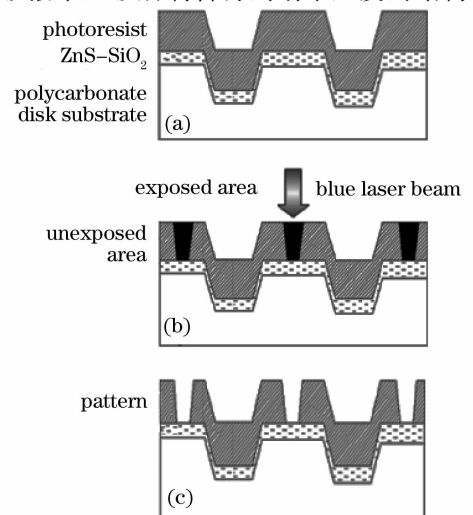 photoresist
ZnS–SiO2
polycarbonate
disk substrate
(a)
exposed area
blue laser beam
unexposed
area
(b)
pattern
(c)